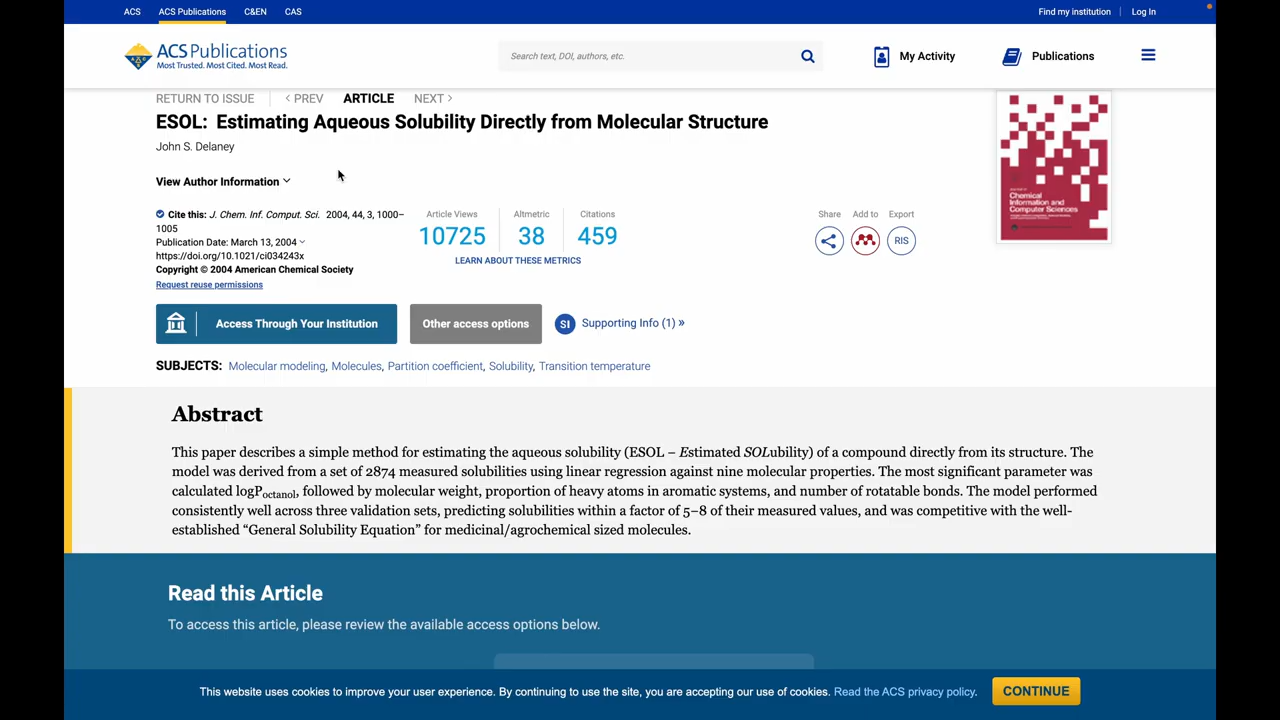 ACS ACS Publications C&EN CAS Find my institution Log In
ACS Publications
Most Trusted. Most Cited. Most Read.
Search text, DOI, authors, etc.
My Activity
Publications
RETURN TO ISSUE < PREV ARTICLE NEXT >
ESOL: Estimating Aqueous Solubility Directly from Molecular Structure
John S. Delaney
View Author Information
Cite this: J. Chem. Inf. Comput. Sci. 2004, 44, 3, 1000–
1005
Publication Date: March 13, 2004
https://doi.org/10.1021/ci034243x
Copyright © 2004 American Chemical Society
Request reuse permissions
Article Views Altmetric Citations
10725 38 459
LEARN ABOUT THESE METRICS
Share Add to Export
RIS
Chemical
Information and
Computer Sciences
Access Through Your Institution
Other access options
SI Supporting Info (1) »
SUBJECTS: Molecular modeling, Molecules, Partition coefficient, Solubility, Transition temperature
Abstract
This paper describes a simple method for estimating the aqueous solubility (ESOL − Estimated SOLubility) of a compound directly from its structure. The
model was derived from a set of 2874 measured solubilities using linear regression against nine molecular properties. The most significant parameter was
calculated logPoctanol, followed by molecular weight, proportion of heavy atoms in aromatic systems, and number of rotatable bonds. The model performed
consistently well across three validation sets, predicting solubilities within a factor of 5−8 of their measured values, and was competitive with the well-
established “General Solubility Equation” for medicinal/agrochemical sized molecules.
Read this Article
To access this article, please review the available access options below.
This website uses cookies to improve your user experience. By continuing to use the site, you are accepting our use of cookies. Read the ACS privacy policy.
CONTINUE